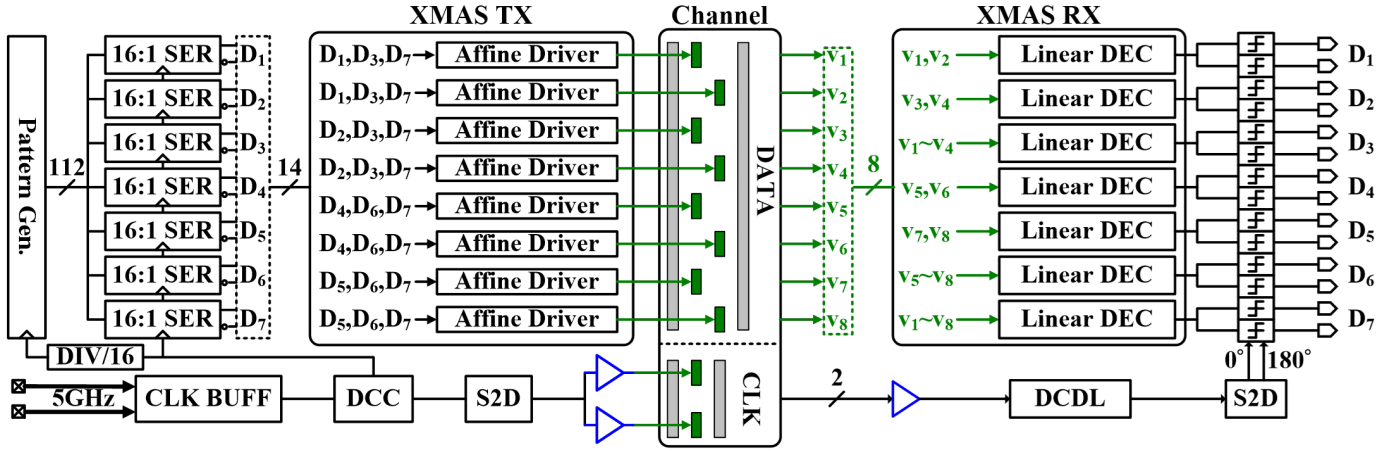 XMAS TX
Channel
XMAS RX
Pattern Gen.
112
16:1 SER
16:1 SER
16:1 SER
16:1 SER
16:1 SER
16:1 SER
16:1 SER
D₁
D₂
D₃
D₄
D₅
D₆
D₇
14
D₁,D₃,D₇ Affine Driver
D₁,D₃,D₇ Affine Driver
D₂,D₃,D₇ Affine Driver
D₂,D₃,D₇ Affine Driver
D₄,D₆,D₇ Affine Driver
D₄,D₆,D₇ Affine Driver
D₅,D₆,D₇ Affine Driver
D₅,D₆,D₇ Affine Driver
DATA
CLK
v₁
v₂
v₃
v₄
v₅
v₆
v₇
v₈
8
v₁,v₂ Linear DEC
v₃,v₄ Linear DEC
v₁~v₄ Linear DEC
v₅,v₆ Linear DEC
v₇,v₈ Linear DEC
v₅~v₈ Linear DEC
v₁~v₈ Linear DEC
D₁
D₂
D₃
D₄
D₅
D₆
D₇
0° 180°
DIV/16
5GHz
CLK BUFF
DCC
S2D
2
DCDL
S2D